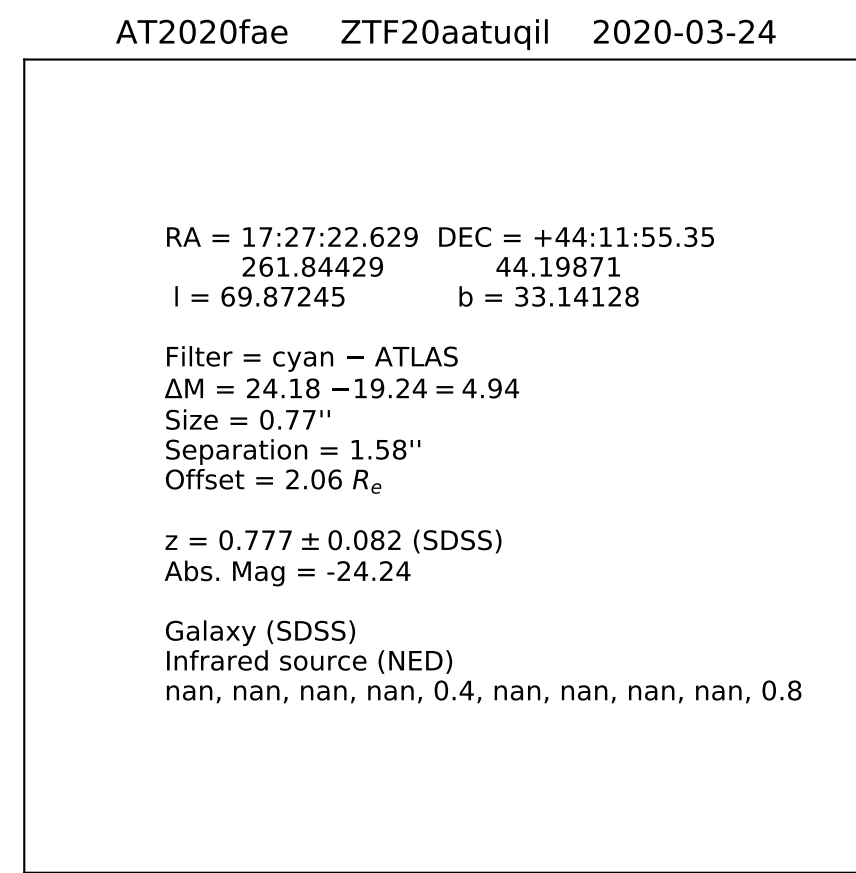 AT2020fae ZTF20aatuqil 2020-03-24
RA = 17:27:22.629 DEC = +44:11:55.35
261.84429 44.19871
l = 69.87245 b = 33.14128
Filter = cyan − ATLAS
ΔM = 24.18 −19.24 = 4.94
Size = 0.77''
Separation = 1.58''
Offset = 2.06 Rₑ
z = 0.777 ± 0.082 (SDSS)
Abs. Mag = -24.24
Galaxy (SDSS)
Infrared source (NED)
nan, nan, nan, nan, 0.4, nan, nan, nan, nan, 0.8